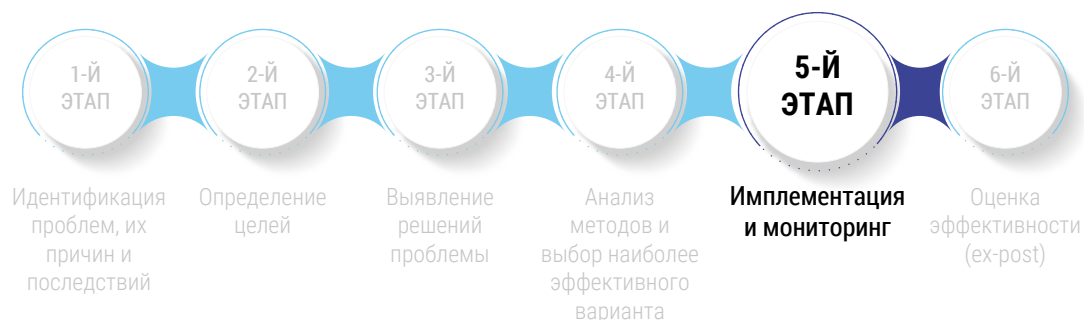 1-Й
ЭТАП
2-Й
ЭТАП
3-Й
ЭТАП
4-Й
ЭТАП
5-Й
ЭТАП
6-Й
ЭТАП
Идентификация
проблем, их
причин и
последствий
Определение
целей
Выявление
решений
проблемы
Анализ
методов и
выбор наиболее
эффективного
варианта
Имплементация
и мониторинг
Оценка
эффективности
(ex-post)